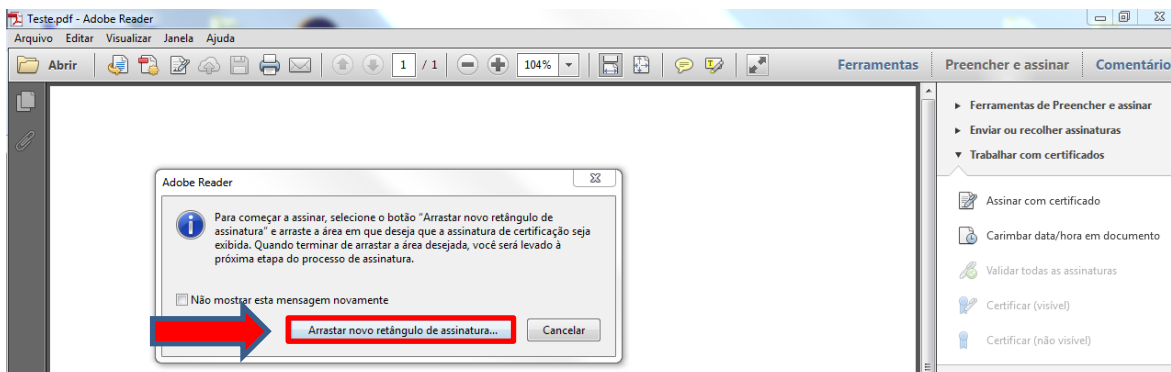 Teste.pdf - Adobe Reader
Arquivo Editar Visualizar Janela Ajuda
Abrir 1 / 1 104% Ferramentas Preencher e assinar Comentário
Ferramentas de Preencher e assinar
Enviar ou recolher assinaturas
Trabalhar com certificados
Assinar com certificado
Carimbar data/hora em documento
Validar todas as assinaturas
Certificar (visível)
Certificar (não visível)
Adobe Reader
Para começar a assinar, selecione o botão "Arrastar novo retângulo de
assinatura" e arraste a área em que deseja que a assinatura de certificação seja
exibida. Quando terminar de arrastar a área desejada, você será levado à
próxima etapa do processo de assinatura.
Não mostrar esta mensagem novamente
Arrastar novo retângulo de assinatura... Cancelar